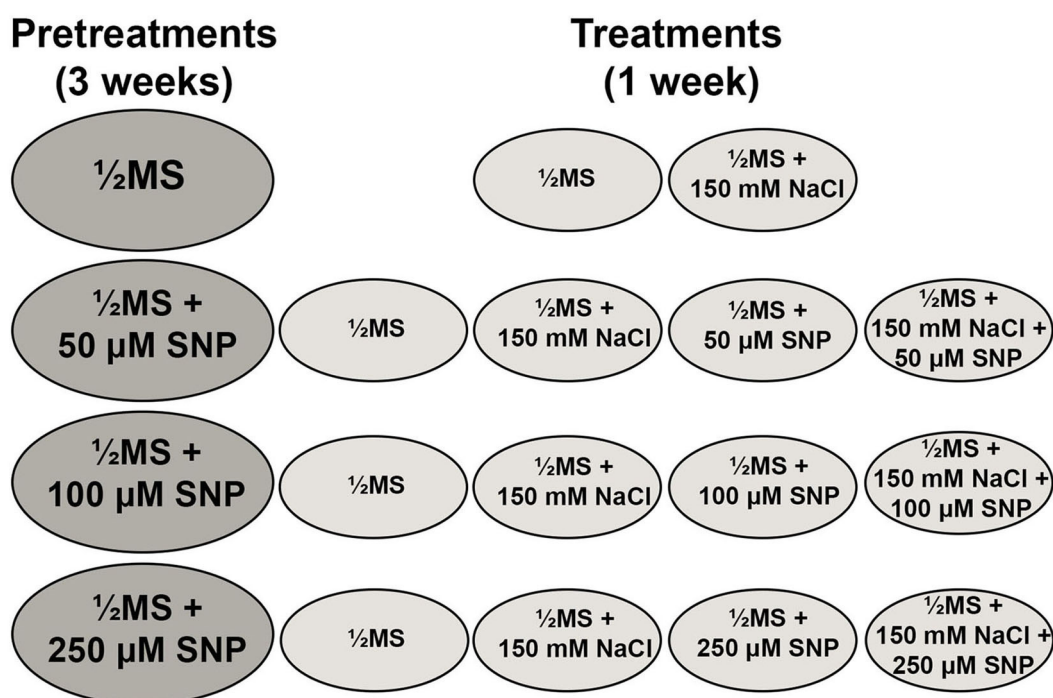 Pretreatments
(3 weeks)
Treatments
(1 week)
½MS
½MS
½MS +
150 mM NaCl
½MS +
50 µM SNP
½MS
½MS +
150 mM NaCl
½MS +
50 µM SNP
½MS +
150 mM NaCl +
50 µM SNP
½MS +
100 µM SNP
½MS
½MS +
150 mM NaCl
½MS +
100 µM SNP
½MS +
150 mM NaCl +
100 µM SNP
½MS +
250 µM SNP
½MS
½MS +
150 mM NaCl
½MS +
250 µM SNP
½MS +
150 mM NaCl +
250 µM SNP